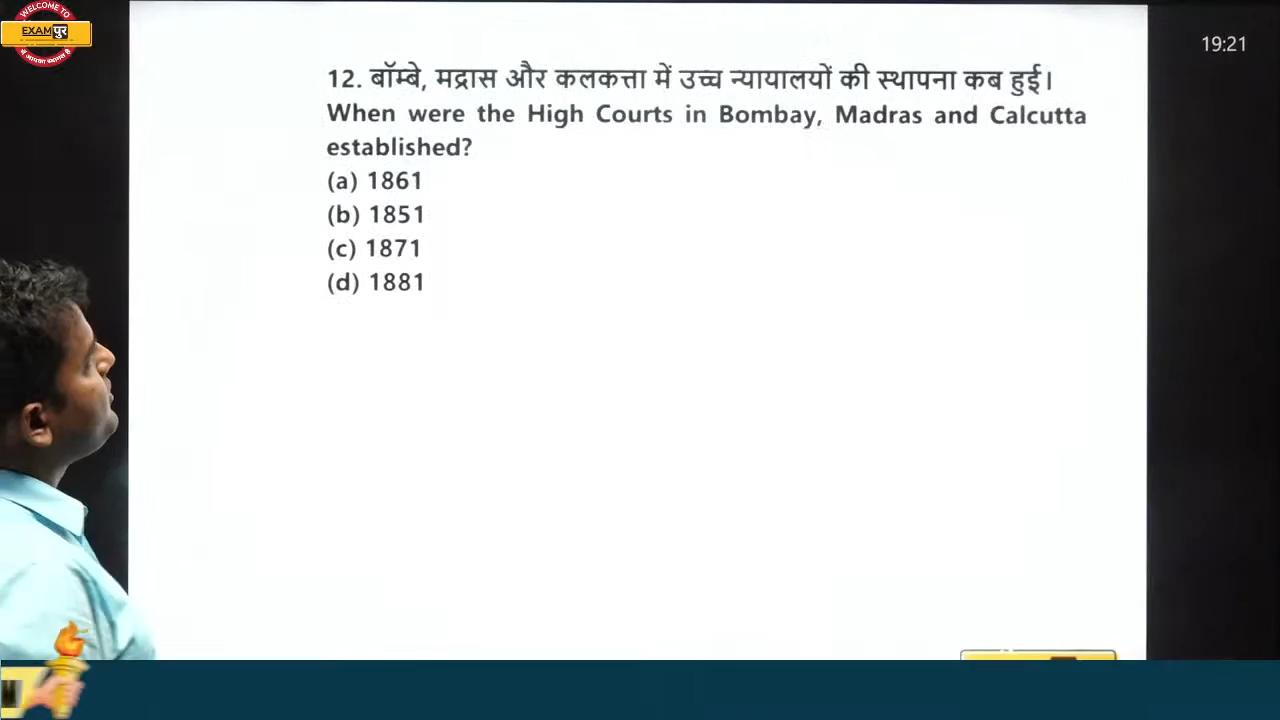 WELCOME TO
EXAMपुर
19:21
12. बॉम्बे, मद्रास और कलकत्ता में उच्च न्यायालयों की स्थापना कब हुई।
When were the High Courts in Bombay, Madras and Calcutta
established?
(a) 1861
(b) 1851
(c) 1871
(d) 1881